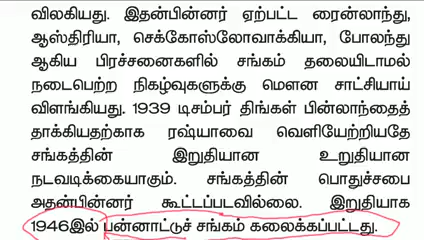 விலகியது. இதன்பின்னர் ஏற்பட்ட ரைன்லாந்து,
ஆஸ்திரியா, செக்கோஸ்லோவாக்கியா, போலந்து
ஆகிய பிரச்சனைகளில் சங்கம் தலையிடாமல்
நடைபெற்ற நிகழ்வுகளுக்கு மௌன சாட்சியாய்
விளங்கியது. 1939 டிசம்பர் திங்கள் பின்லாந்தைத்
தாக்கியதற்காக ரஷ்யாவை வெளியேற்றியதே
சங்கத்தின் இறுதியான உறுதியான
நடவடிக்கையாகும். சங்கத்தின் பொதுச்சபை
அதன்பின்னர் கூட்டப்படவில்லை. இறுதியாக
1946இல் பன்னாட்டுச் சங்கம் கலைக்கப்பட்டது.